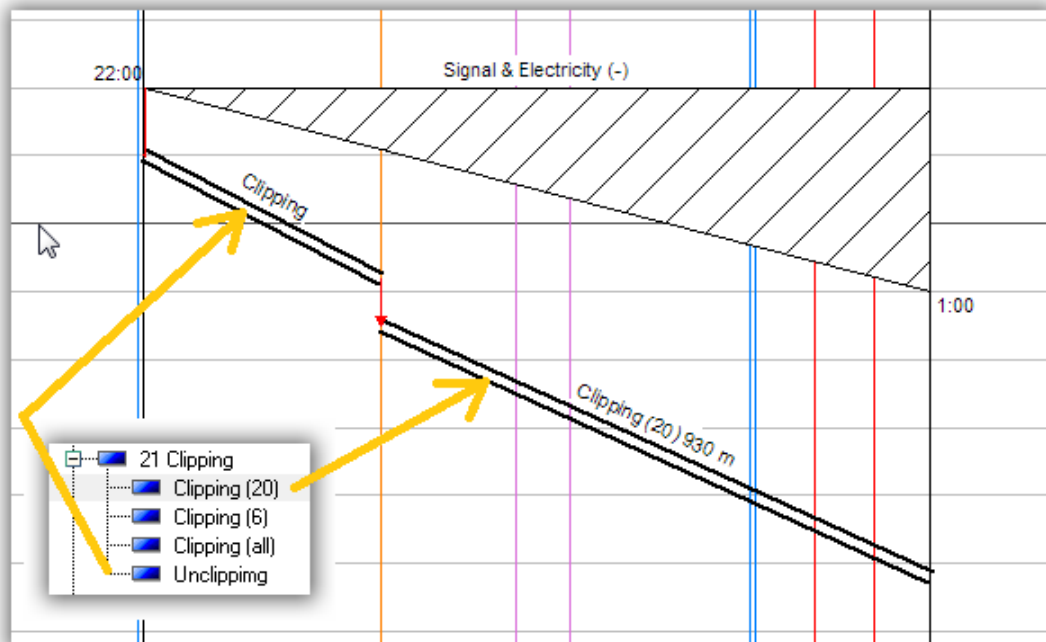 Signal & Electricity (-)
22:00
Clipping
1:00
Clipping (20) 930 m
21 Clipping
Clipping (20)
Clipping (6)
Clipping (all)
Unclippimg